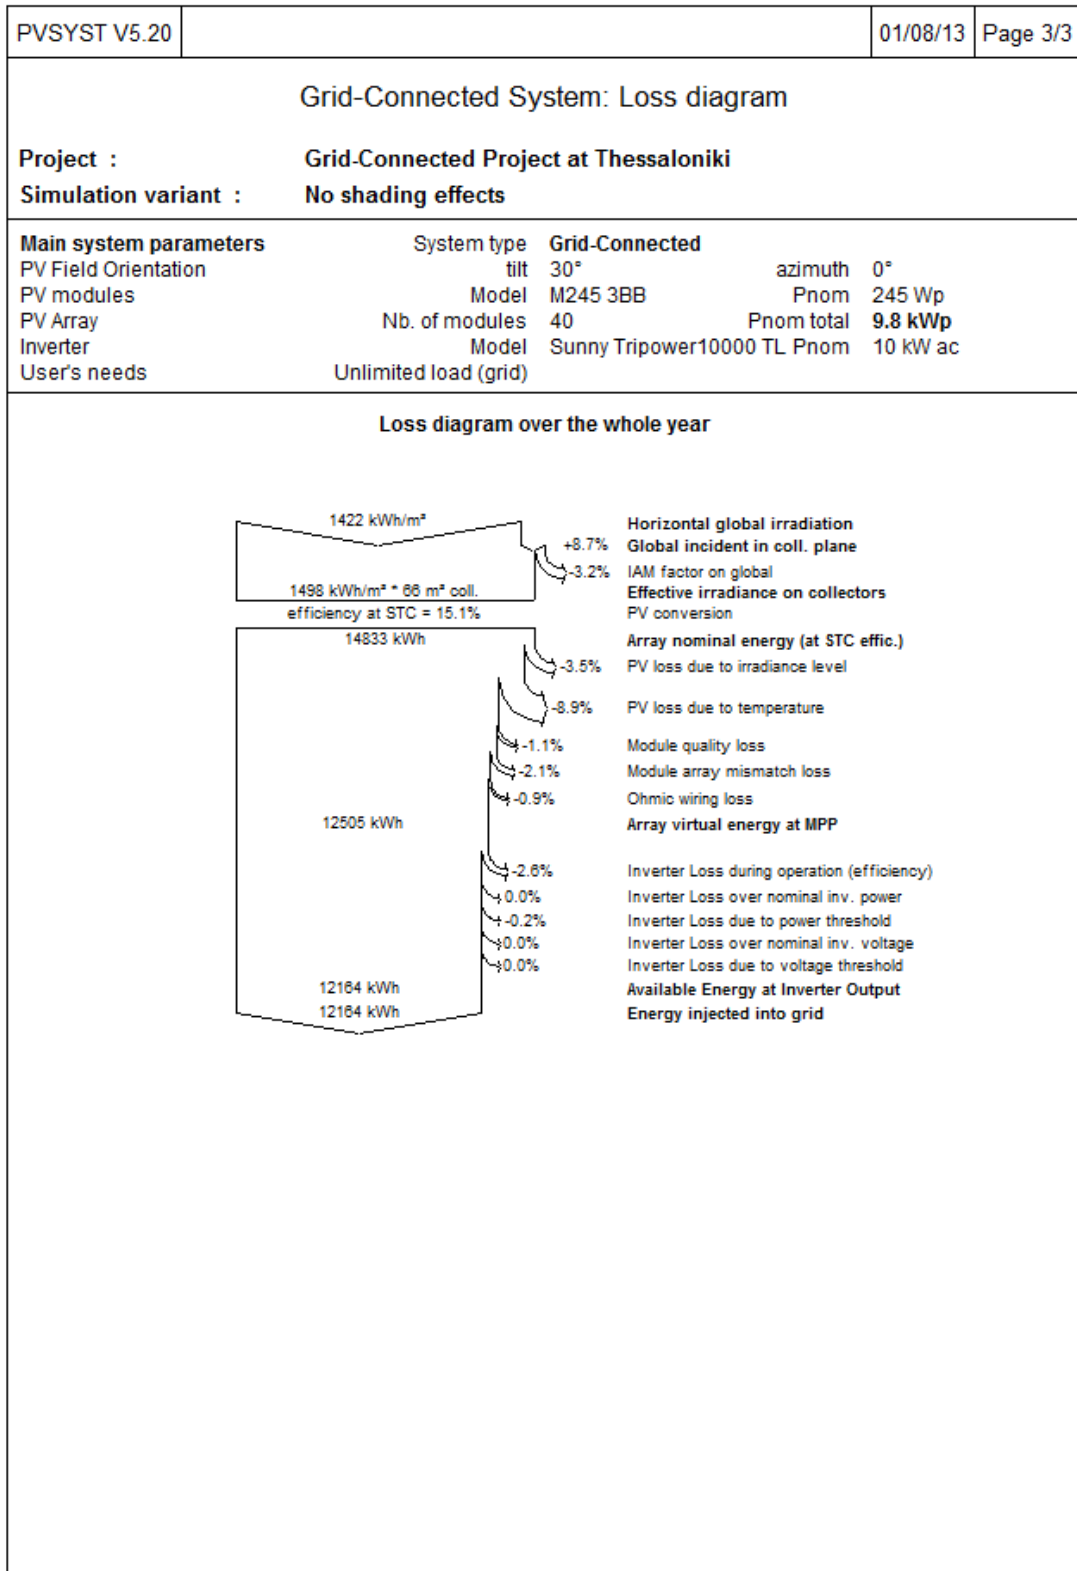 PVSYST V5.20 01/08/13 Page 3/3
Grid-Connected System: Loss diagram
Project : Grid-Connected Project at Thessaloniki
Simulation variant : No shading effects
Main system parameters System type Grid-Connected
PV Field Orientation tilt 30° azimuth 0°
PV modules Model M245 3BB Pnom 245 Wp
PV Array Nb. of modules 40 Pnom total 9.8 kWp
Inverter Model Sunny Tripower10000 TL Pnom 10 kW ac
User's needs Unlimited load (grid)
Loss diagram over the whole year
1422 kWh/m² Horizontal global irradiation
+8.7% Global incident in coll. plane
-3.2% IAM factor on global
1498 kWh/m² * 66 m² coll. Effective irradiance on collectors
efficiency at STC = 15.1% PV conversion
14833 kWh Array nominal energy (at STC effic.)
-3.5% PV loss due to irradiance level
-8.9% PV loss due to temperature
-1.1% Module quality loss
-2.1% Module array mismatch loss
-0.9% Ohmic wiring loss
12505 kWh Array virtual energy at MPP
-2.6% Inverter Loss during operation (efficiency)
0.0% Inverter Loss over nominal inv. power
-0.2% Inverter Loss due to power threshold
0.0% Inverter Loss over nominal inv. voltage
0.0% Inverter Loss due to voltage threshold
12164 kWh Available Energy at Inverter Output
12164 kWh Energy injected into grid